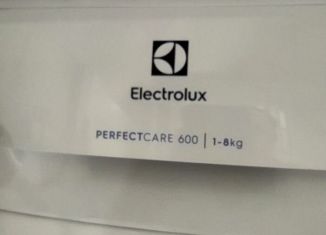 Electrolux
PERFECTCARE 600 | 1-8kg